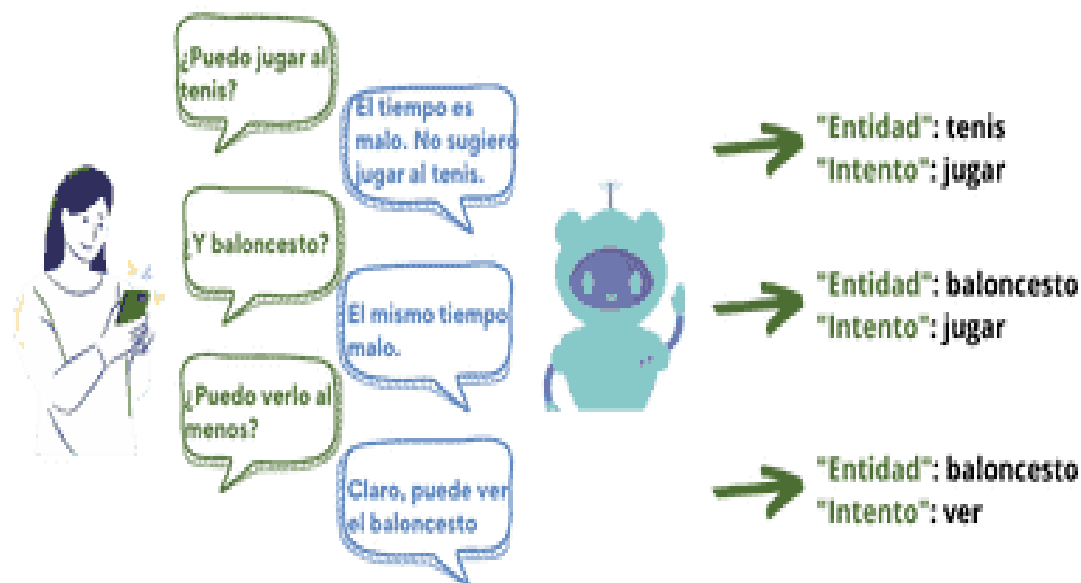 ¿Puedo jugar al
tenis?
El tiempo es
malo. No sugiero
jugar al tenis.
"Entidad": tenis
"Intento": jugar
¿Y baloncesto?
El mismo tiempo
malo.
"Entidad": baloncesto
"Intento": jugar
¿Puedo verlo al
menos?
Claro, puede ver
el baloncesto
"Entidad": baloncesto
"Intento": ver